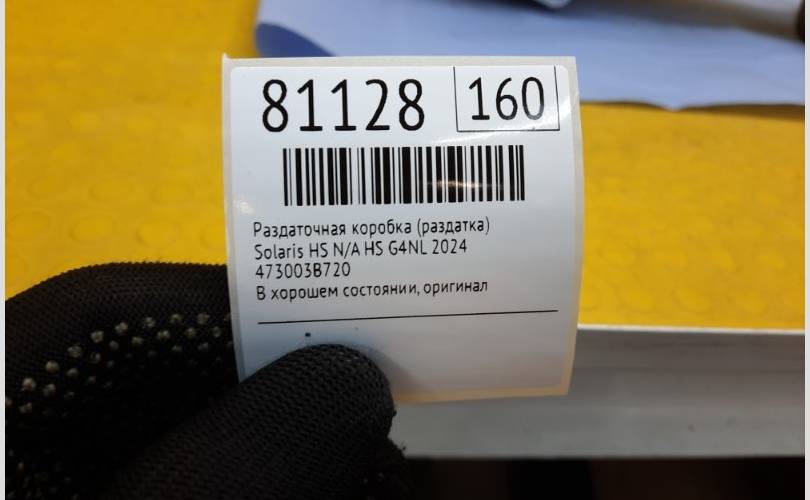 81128 160
Раздаточная коробка (раздатка)
Solaris HS N/A HS G4NL 2024
473003B720
В хорошем состоянии, оригинал